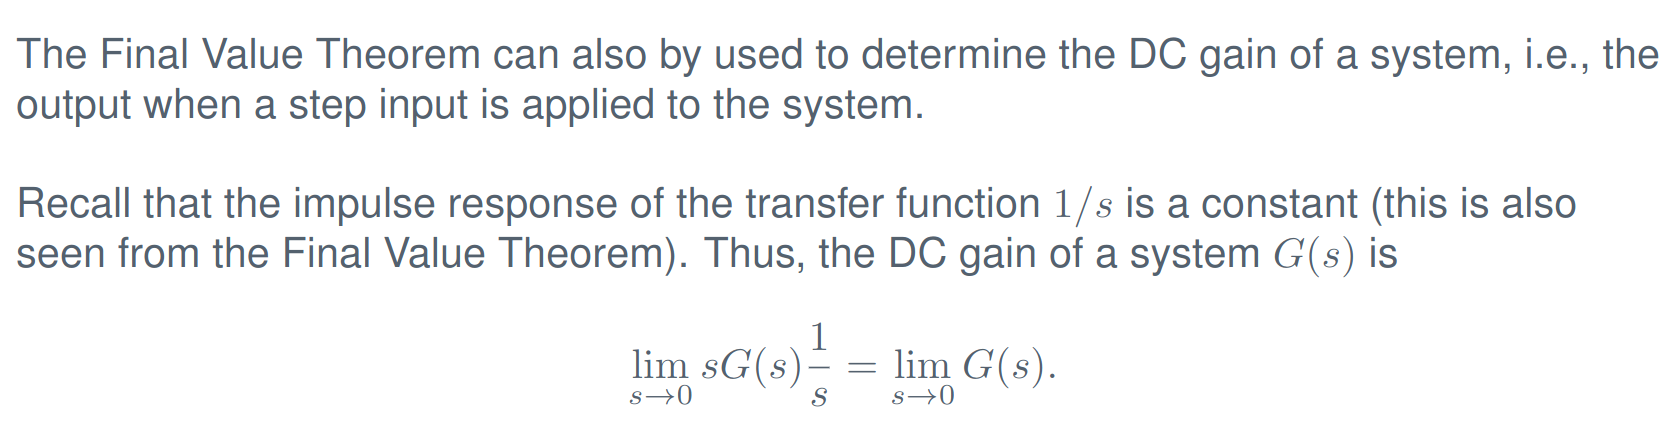 The Final Value Theorem can also by used to determine the DC gain of a system, i.e., the
output when a step input is applied to the system.
Recall that the impulse response of the transfer function 1/s is a constant (this is also
seen from the Final Value Theorem). Thus, the DC gain of a system G(s) is
lim_{s→0} sG(s) \frac{1}{s} = lim_{s→0} G(s).